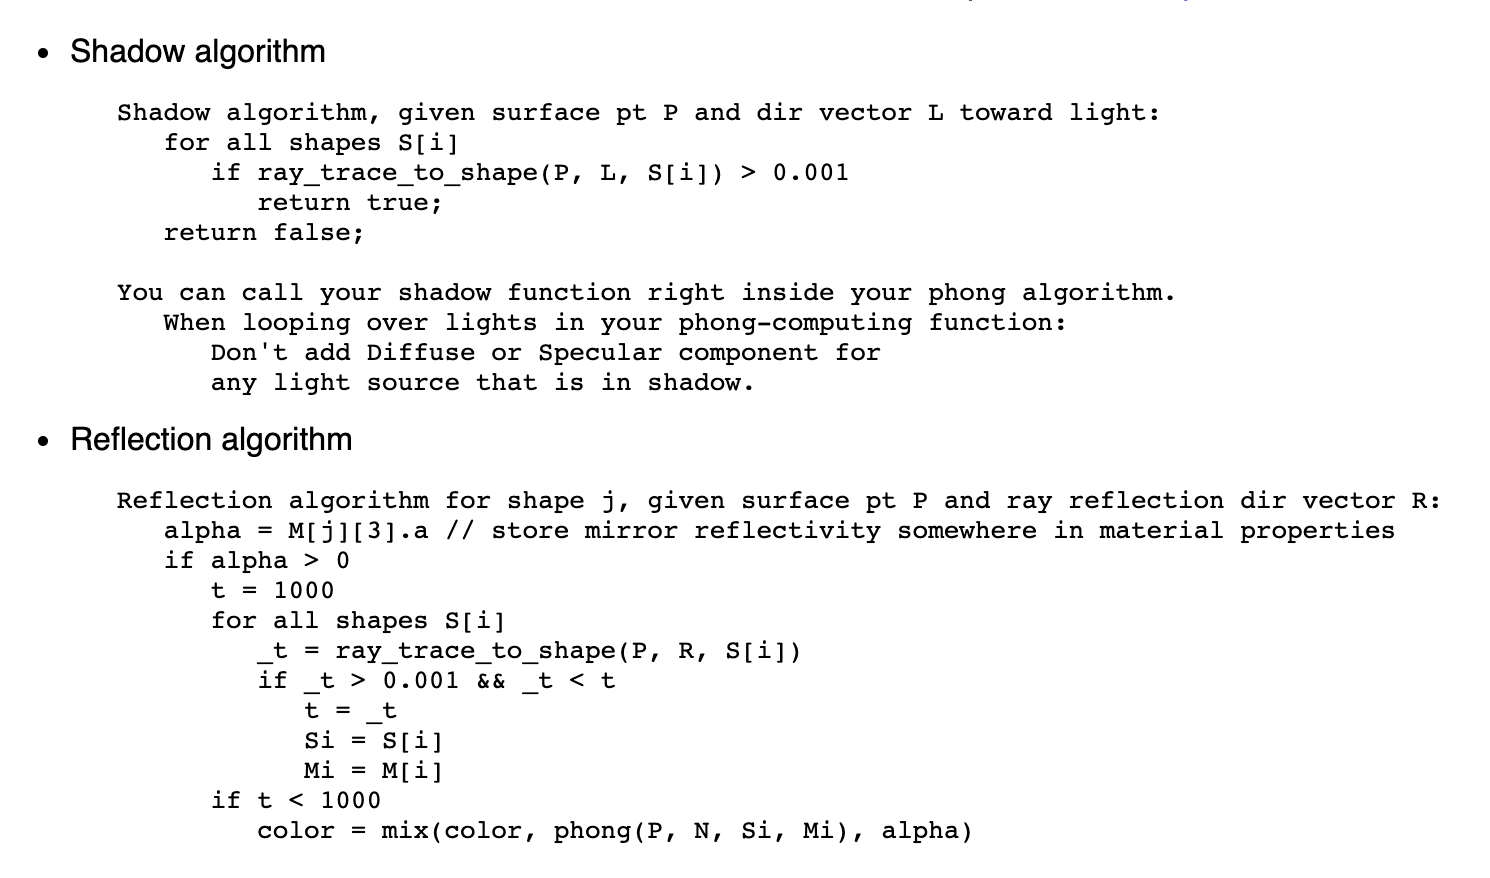 • Shadow algorithm
Shadow algorithm, given surface pt P and dir vector L toward light:
for all shapes S[i]
if ray_trace_to_shape(P, L, S[i]) > 0.001
return true;
return false;
You can call your shadow function right inside your phong algorithm.
When looping over lights in your phong-computing function:
Don't add Diffuse or Specular component for
any light source that is in shadow.
• Reflection algorithm
Reflection algorithm for shape j, given surface pt P and ray reflection dir vector R:
alpha = M[j][3].a // store mirror reflectivity somewhere in material properties
if alpha > 0
t = 1000
for all shapes S[i]
_t = ray_trace_to_shape(P, R, S[i])
if _t > 0.001 && _t < t
t = _t
Si = S[i]
Mi = M[i]
if t < 1000
color = mix(color, phong(P, N, Si, Mi), alpha)